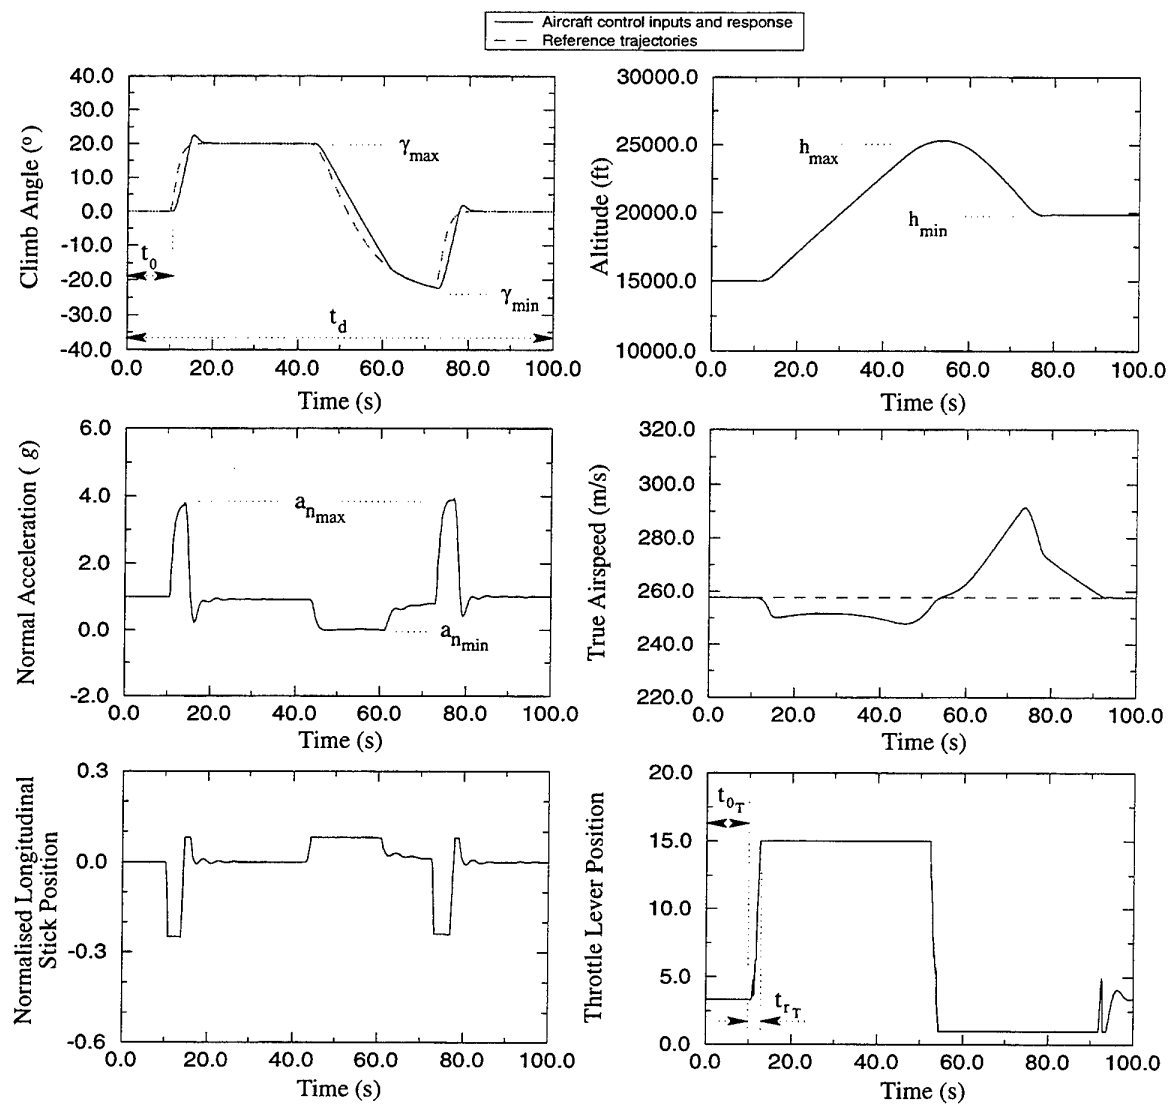 Aircraft control inputs and response
Reference trajectories
40.0
30.0
20.0
10.0
0.0
-10.0
-20.0
-30.0
-40.0
Climb Angle (°)
γmax
γmin
t0
td
0.0 20.0 40.0 60.0 80.0 100.0
Time (s)
30000.0
25000.0
20000.0
15000.0
10000.0
Altitude (ft)
hmax
hmin
0.0 20.0 40.0 60.0 80.0 100.0
Time (s)
6.0
4.0
2.0
0.0
-2.0
Normal Acceleration ( g)
anmax
anmin
0.0 20.0 40.0 60.0 80.0 100.0
Time (s)
320.0
300.0
280.0
260.0
240.0
220.0
True Airspeed (m/s)
0.0 20.0 40.0 60.0 80.0 100.0
Time (s)
0.3
0.0
-0.3
-0.6
Normalised Longitudinal
Stick Position
0.0 20.0 40.0 60.0 80.0 100.0
Time (s)
20.0
15.0
10.0
5.0
0.0
Throttle Lever Position
t0T
trT
0.0 20.0 40.0 60.0 80.0 100.0
Time (s)